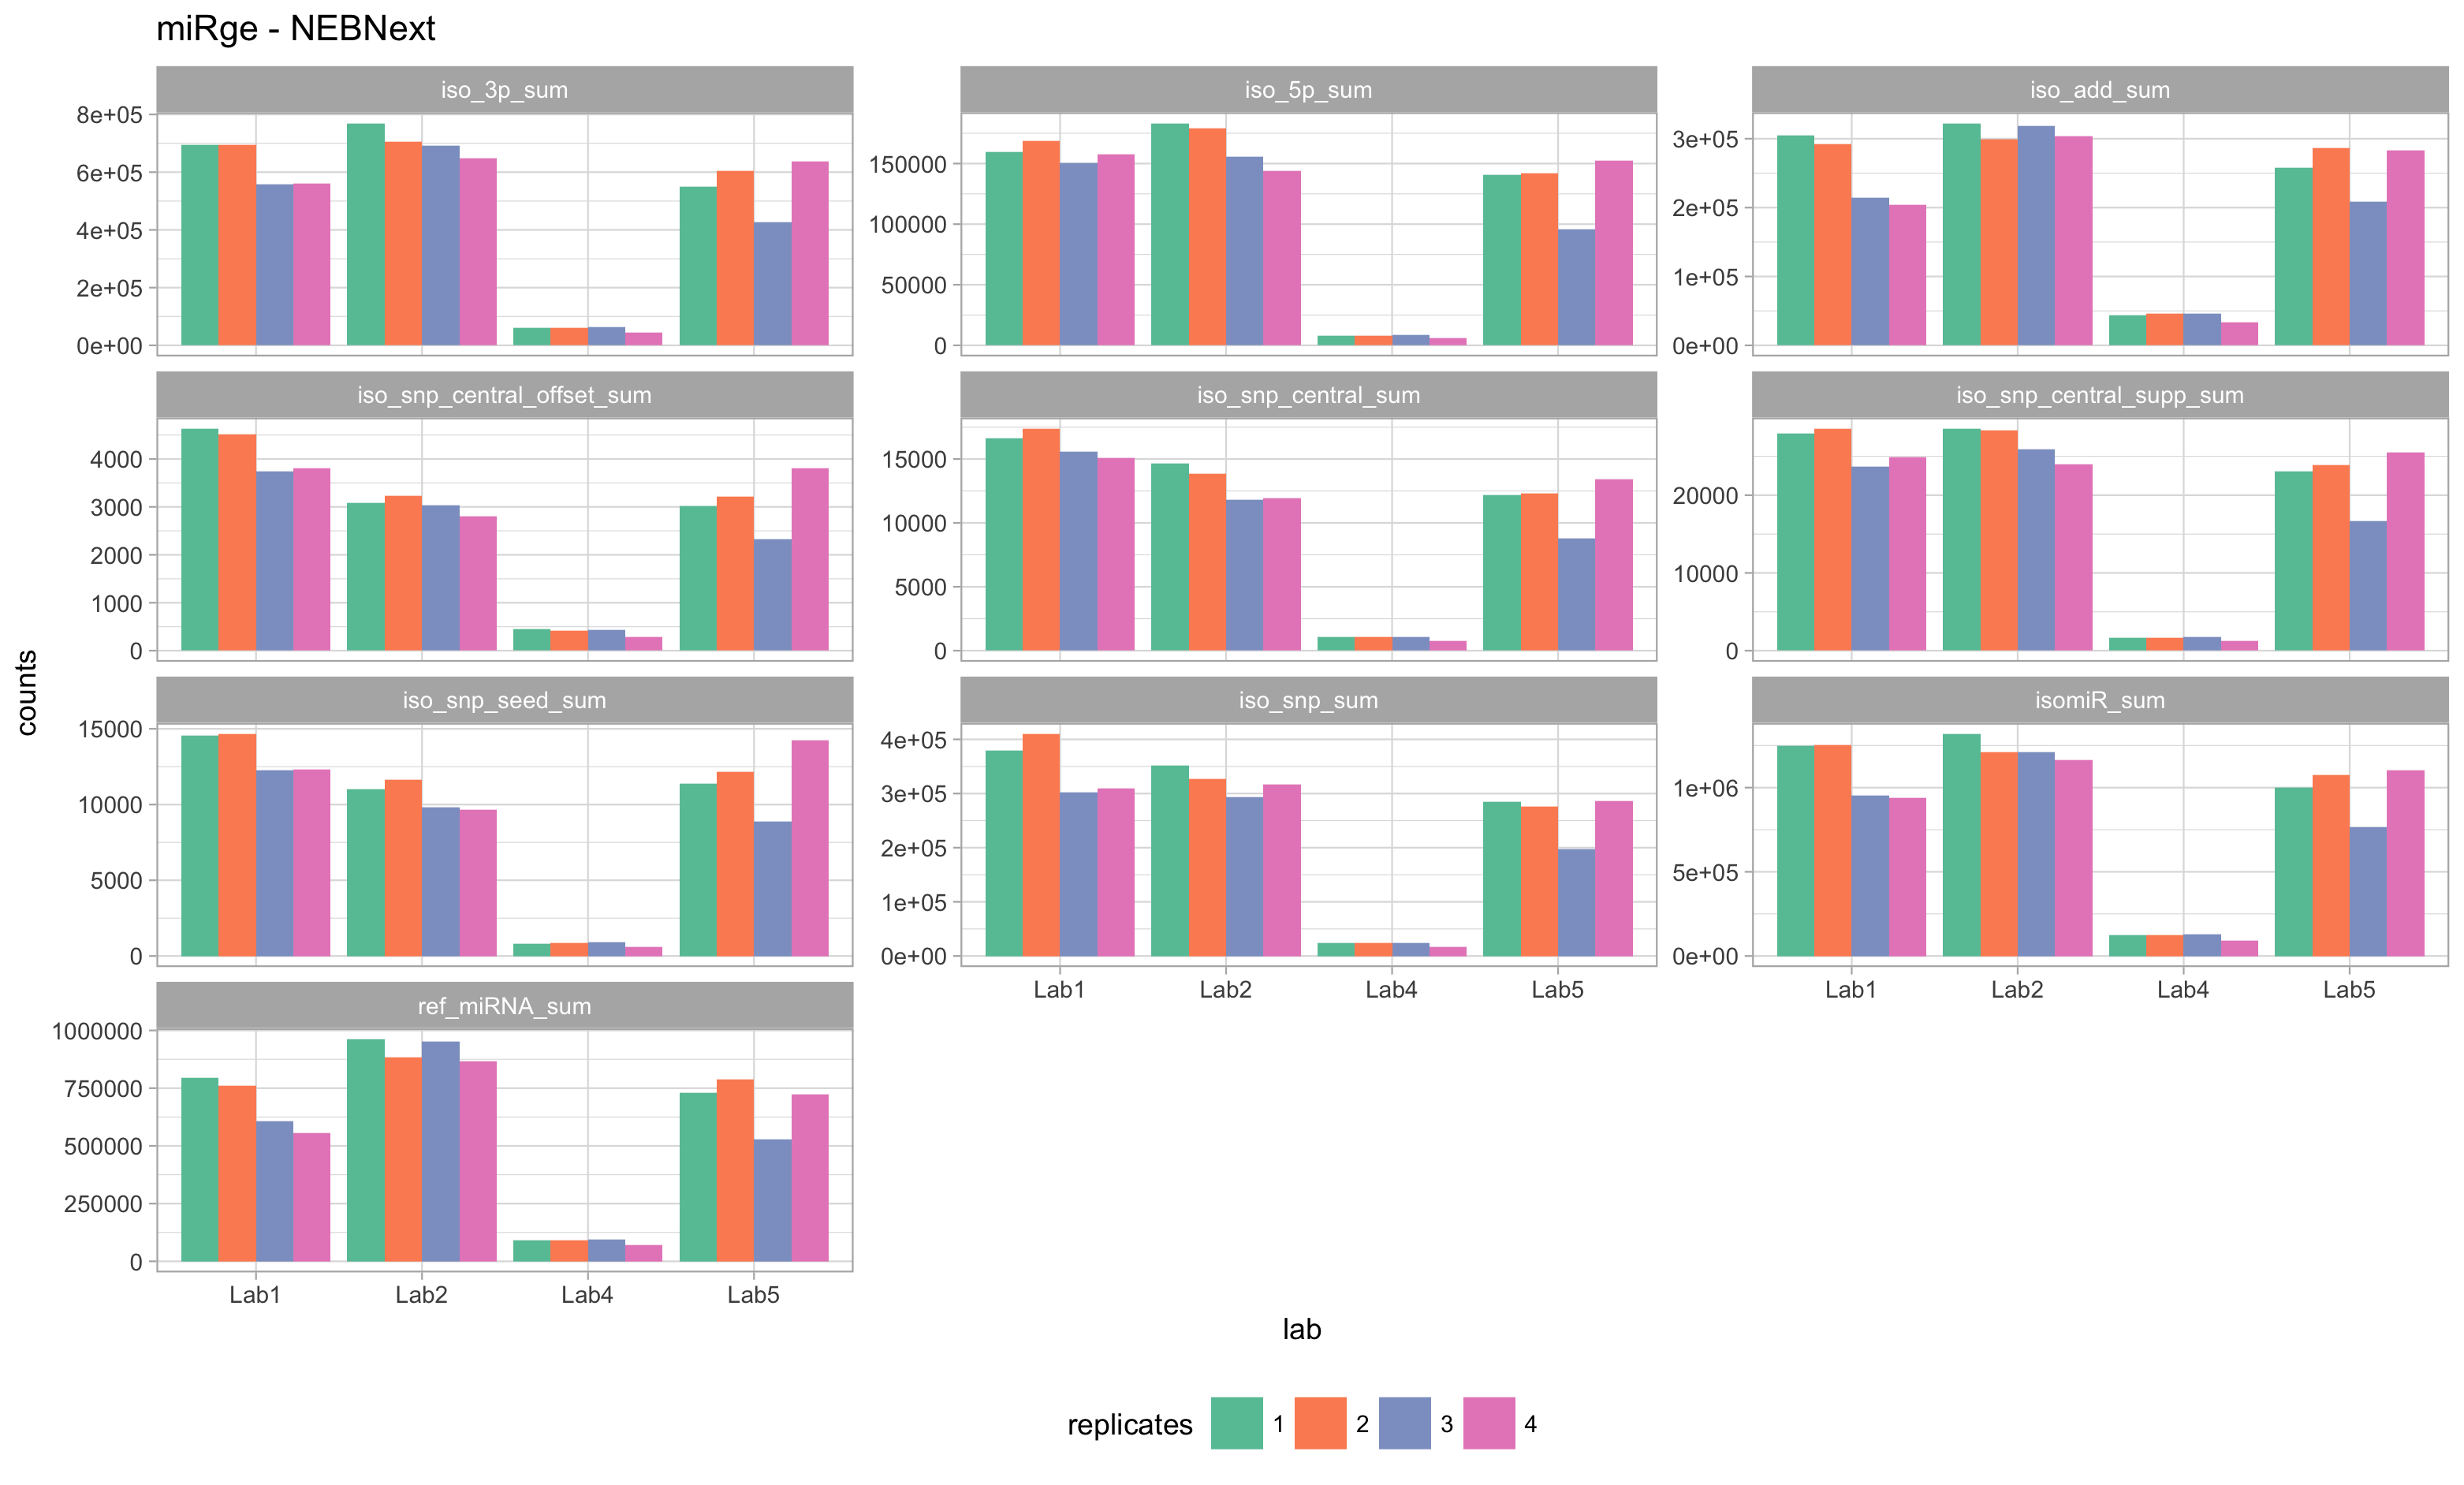 miRge - NEBNext
iso_3p_sum
iso_5p_sum
iso_add_sum
8e+05
6e+05
4e+05
2e+05
0e+00
150000
100000
50000
0
3e+05
2e+05
1e+05
0e+00
iso_snp_central_offset_sum
iso_snp_central_sum
iso_snp_central_supp_sum
4000
3000
2000
1000
0
15000
10000
5000
0
20000
10000
0
iso_snp_seed_sum
iso_snp_sum
isomiR_sum
15000
10000
5000
0
4e+05
3e+05
2e+05
1e+05
0e+00
1e+06
5e+05
0e+00
Lab1 Lab2 Lab4 Lab5
Lab1 Lab2 Lab4 Lab5
ref_miRNA_sum
1000000
750000
500000
250000
0
Lab1 Lab2 Lab4 Lab5
counts
lab
replicates 1 2 3 4